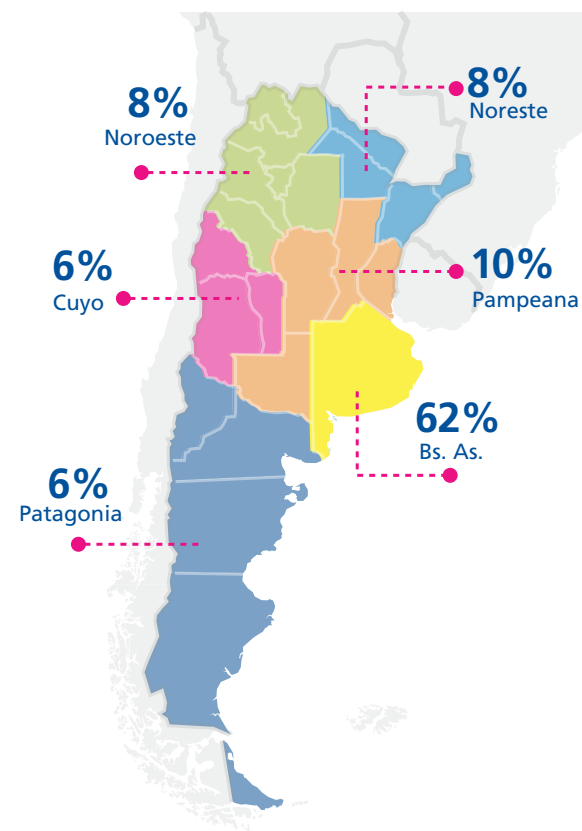 8%
Noroeste
8%
Noreste
6%
Cuyo
10%
Pampeana
62%
Bs. As.
6%
Patagonia